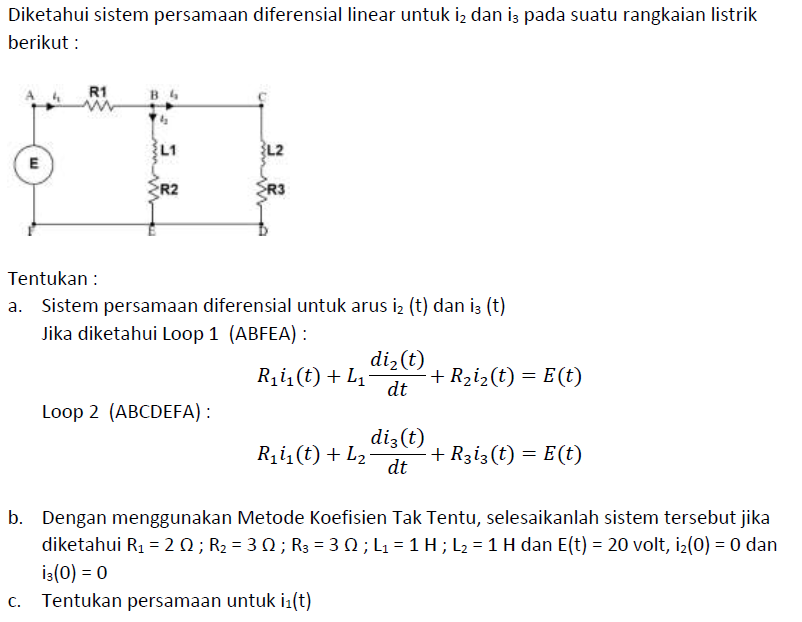 Diketahui sistem persamaan diferensial linear untuk i₂ dan i₃ pada suatu rangkaian listrik
berikut :
A i₁ R1 B i₃ C
i₂
E L1 L2
R2 R3
F E D
Tentukan :
a. Sistem persamaan diferensial untuk arus i₂ (t) dan i₃ (t)
Jika diketahui Loop 1 (ABFEA) :
R₁i₁(t) + L₁ di₂(t)/dt + R₂i₂(t) = E(t)
Loop 2 (ABCDEFA) :
R₁i₁(t) + L₂ di₃(t)/dt + R₃i₃(t) = E(t)
b. Dengan menggunakan Metode Koefisien Tak Tentu, selesaikanlah sistem tersebut jika
diketahui R₁ = 2 Ω ; R₂ = 3 Ω ; R₃ = 3 Ω ; L₁ = 1 H ; L₂ = 1 H dan E(t) = 20 volt, i₂(0) = 0 dan
i₃(0) = 0
c. Tentukan persamaan untuk i₁(t)